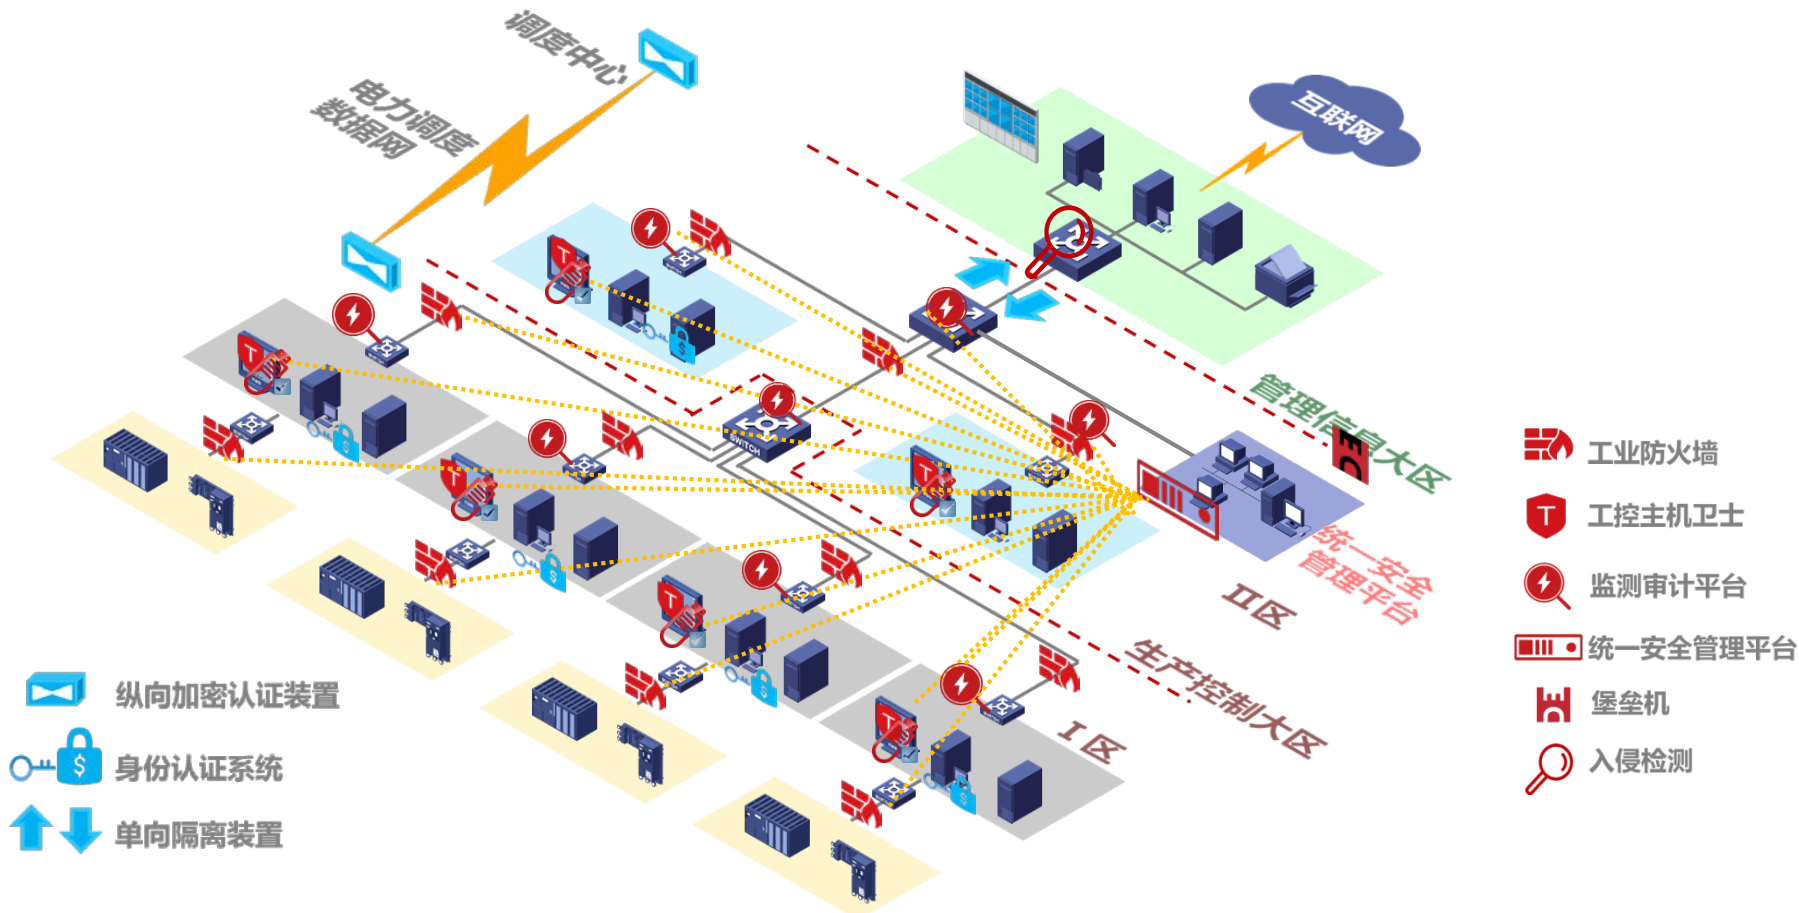 调度中心
电力调度
数据网
互联网
管理信息大区
SWITCH
统一安全
管理平台
II区
生产控制大区
I区
纵向加密认证装置
身份认证系统
单向隔离装置
工业防火墙
工控主机卫士
监测审计平台
统一安全管理平台
堡垒机
入侵检测